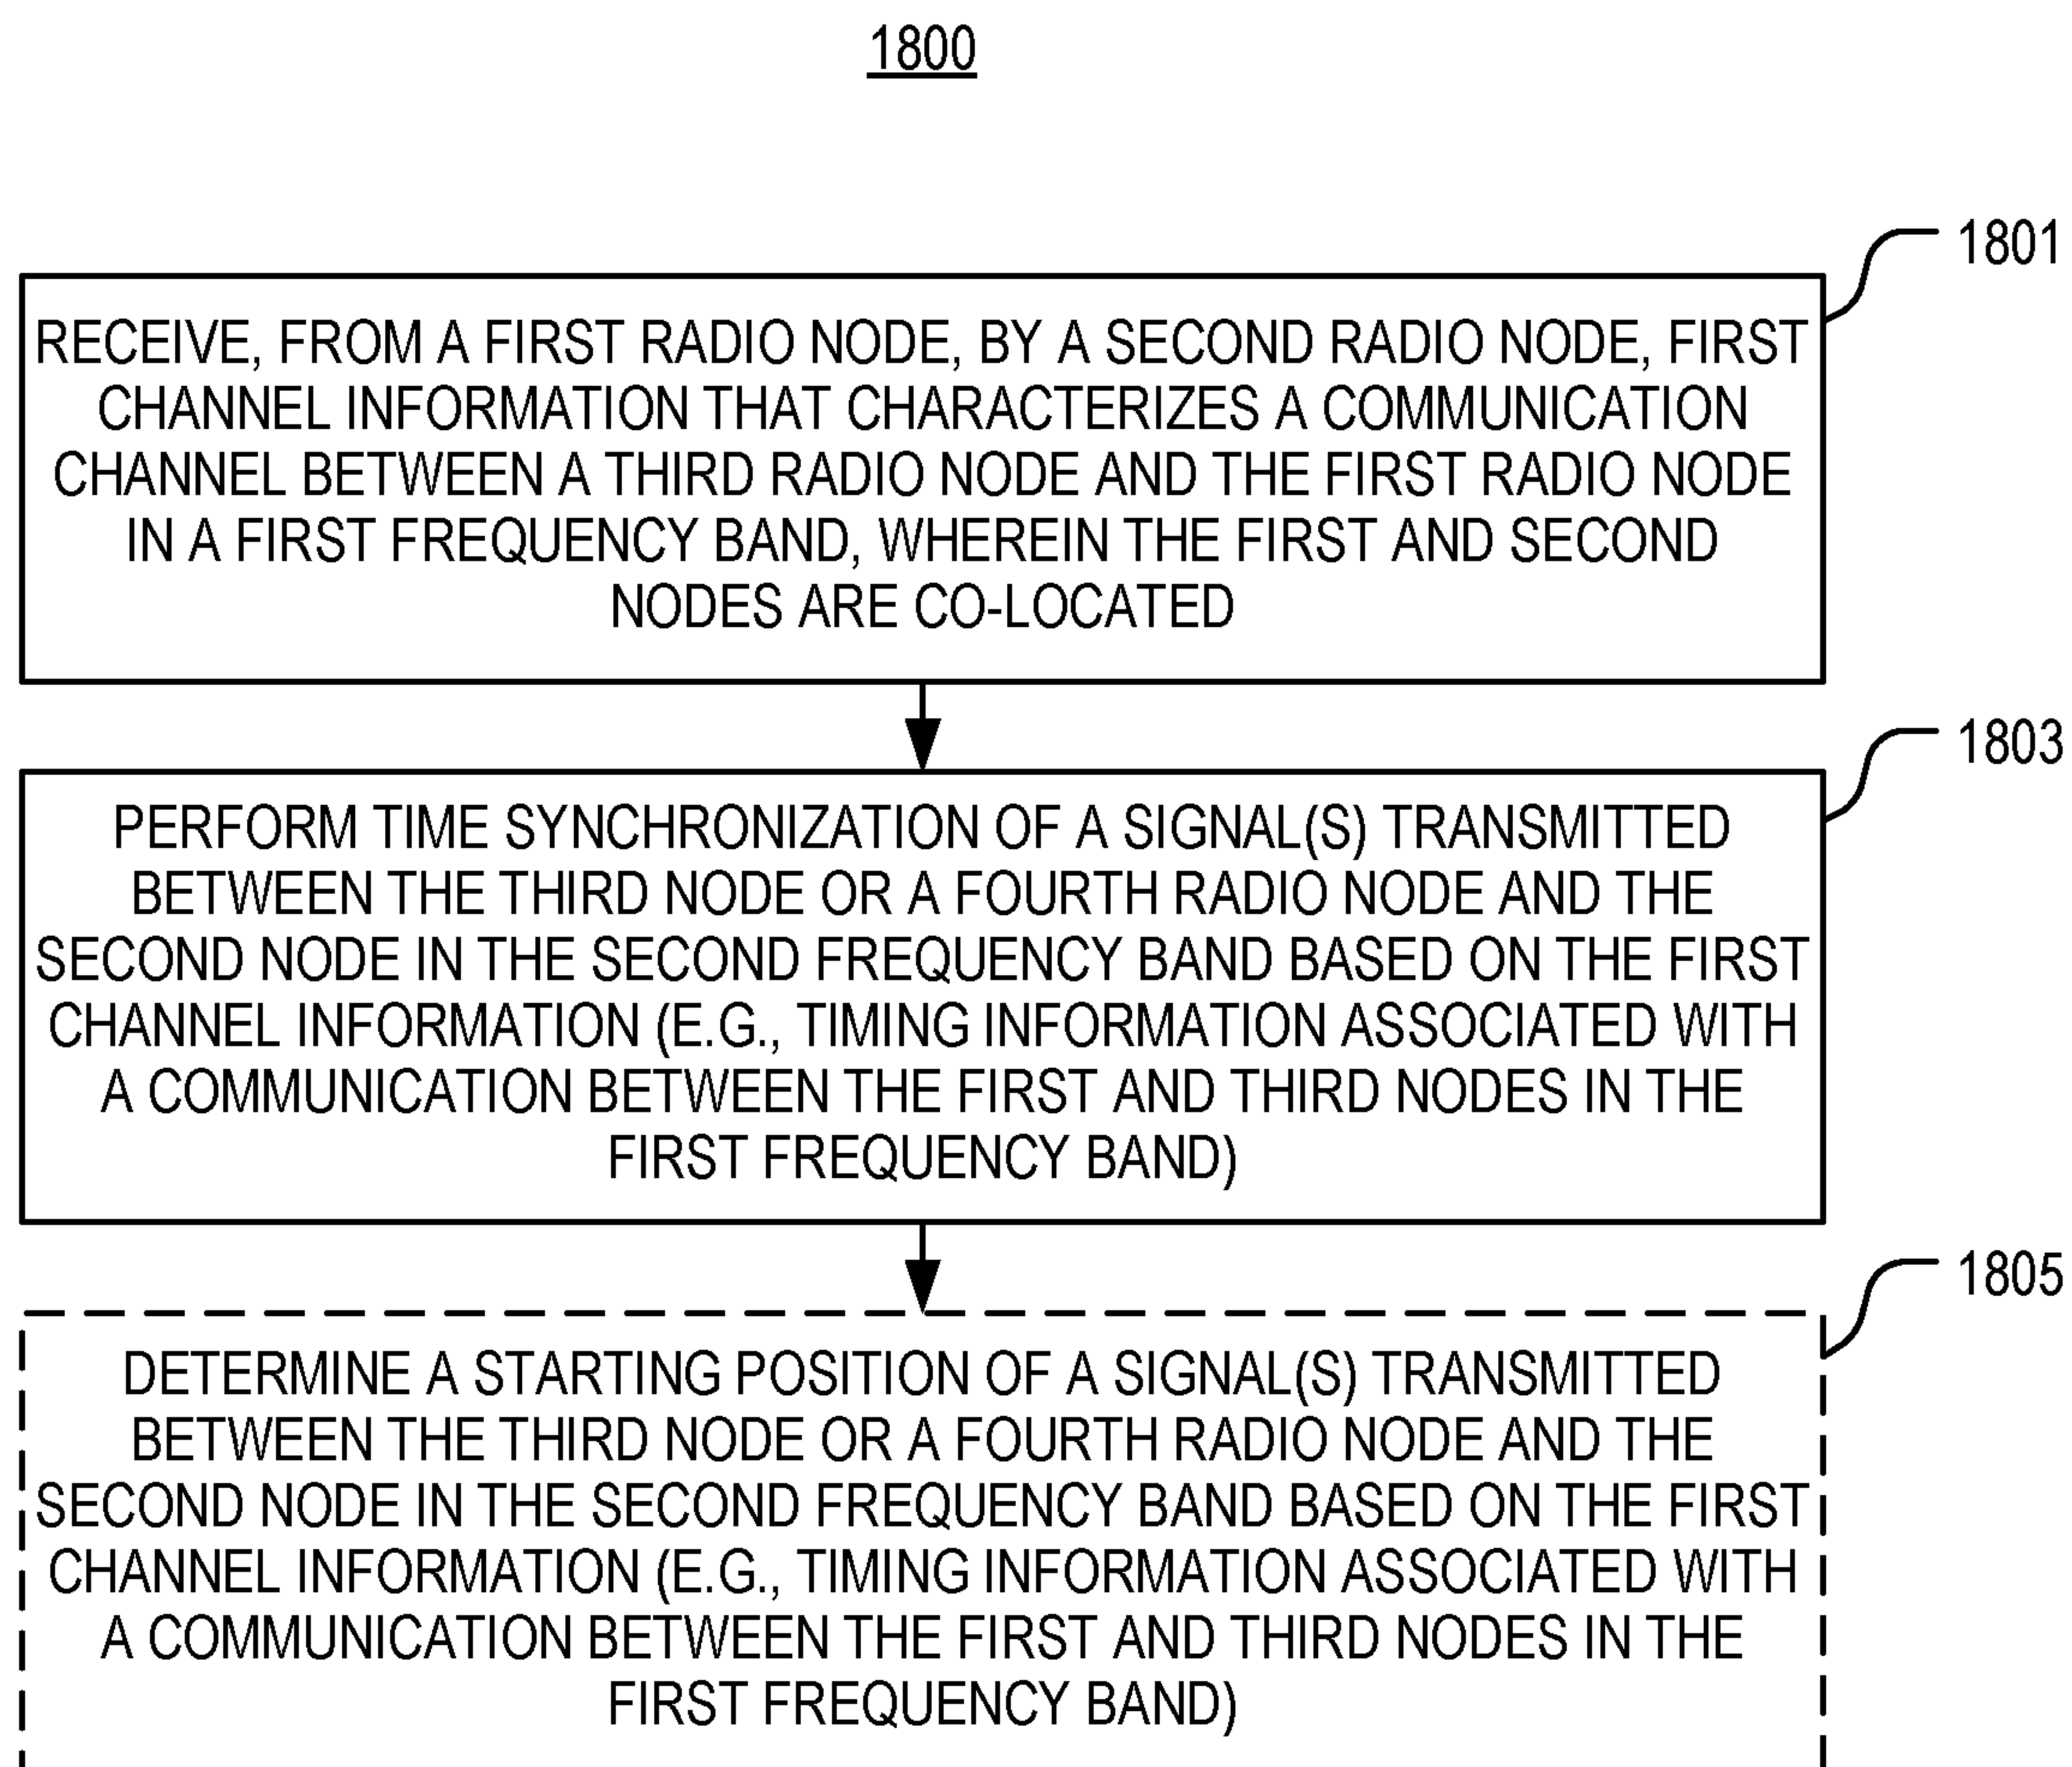 1800
1801
RECEIVE, FROM A FIRST RADIO NODE, BY A SECOND RADIO NODE, FIRST
CHANNEL INFORMATION THAT CHARACTERIZES A COMMUNICATION
CHANNEL BETWEEN A THIRD RADIO NODE AND THE FIRST RADIO NODE
IN A FIRST FREQUENCY BAND, WHEREIN THE FIRST AND SECOND
NODES ARE CO-LOCATED
1803
PERFORM TIME SYNCHRONIZATION OF A SIGNAL(S) TRANSMITTED
BETWEEN THE THIRD NODE OR A FOURTH RADIO NODE AND THE
SECOND NODE IN THE SECOND FREQUENCY BAND BASED ON THE FIRST
CHANNEL INFORMATION (E.G., TIMING INFORMATION ASSOCIATED WITH
A COMMUNICATION BETWEEN THE FIRST AND THIRD NODES IN THE
FIRST FREQUENCY BAND)
1805
DETERMINE A STARTING POSITION OF A SIGNAL(S) TRANSMITTED
BETWEEN THE THIRD NODE OR A FOURTH RADIO NODE AND THE
SECOND NODE IN THE SECOND FREQUENCY BAND BASED ON THE FIRST
CHANNEL INFORMATION (E.G., TIMING INFORMATION ASSOCIATED WITH
A COMMUNICATION BETWEEN THE FIRST AND THIRD NODES IN THE
FIRST FREQUENCY BAND)